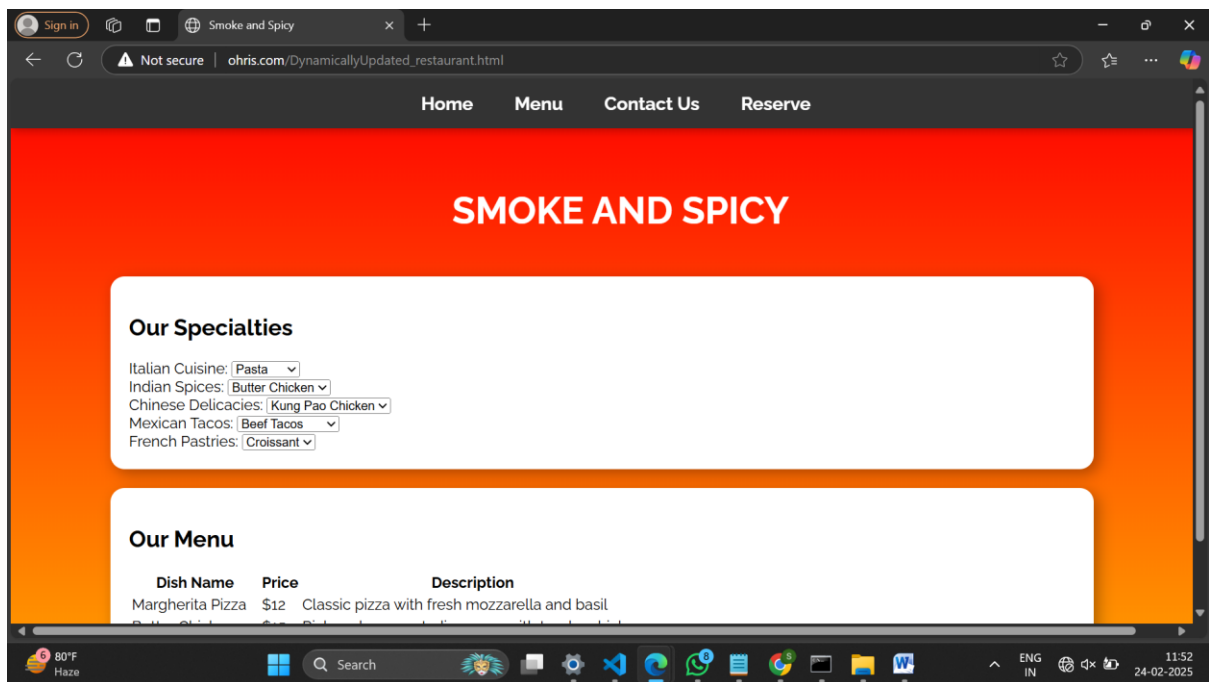 Sign in
Smoke and Spicy
Not secure
ohris.com/DynamicallyUpdated_restaurant.html
Home Menu Contact Us Reserve
SMOKE AND SPICY
Our Specialties
Italian Cuisine: Pasta
Indian Spices: Butter Chicken
Chinese Delicacies: Kung Pao Chicken
Mexican Tacos: Beef Tacos
French Pastries: Croissant
Our Menu
Dish Name Price Description
Margherita Pizza $12 Classic pizza with fresh mozzarella and basil
6
80°F
Haze
Search
8
S
W
ENG
IN
11:52
24-02-2025